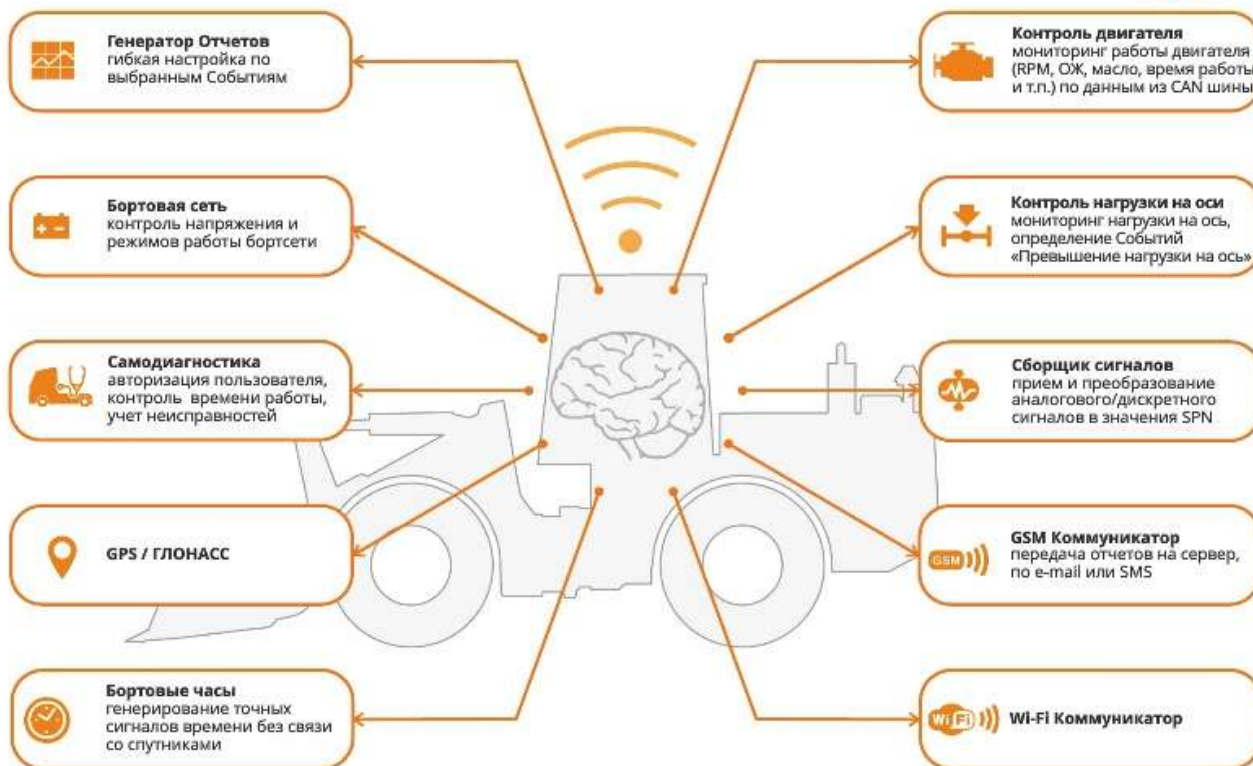 Генератор Отчетов
гибкая настройка по
выбранным Событиям
Бортовая сеть
контроль напряжения и
режимов работы бортсети
Самодиагностика
авторизация пользователя,
контроль времени работы,
учет неисправностей
GPS / ГЛОНАСС
Бортовые часы
генерирование точных
сигналов времени без связи
со спутниками
Контроль двигателя
мониторинг работы двигателя
(RPM, ОЖ, масло, время работы
и т.п.) по данным из CAN шины
Контроль нагрузки на оси
мониторинг нагрузки на ось,
определение Событий
«Превышение нагрузки на ось»
Сборщик сигналов
прием и преобразование
аналогового/дискретного
сигналов в значения SPN
GSM
GSM Коммуникатор
передача отчетов на сервер,
по e-mail или SMS
Wi Fi
Wi-Fi Коммуникатор